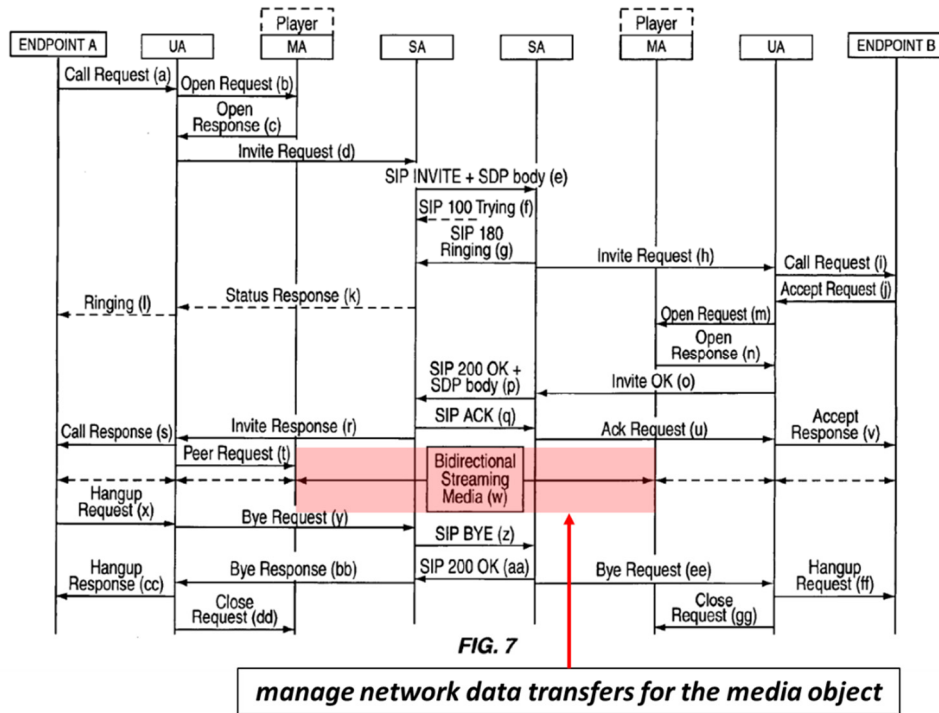 Player
Player
ENDPOINT A
UA
MA
SA
SA
MA
UA
ENDPOINT B
Call Request (a)
Open Request (b)
Open
Response (c)
Invite Request (d)
SIP INVITE + SDP body (e)
SIP 100 Trying (f)
SIP 180
Ringing (g)
Invite Request (h)
Call Request (i)
Accept Request (j)
Status Response (k)
Ringing (l)
Open Request (m)
Open
Response (n)
SIP 200 OK +
SDP body (p)
Invite OK (o)
SIP ACK (q)
Invite Response (r)
Call Response (s)
Ack Request (u)
Accept
Response (v)
Peer Request (t)
Bidirectional
Streaming
Media (w)
Hangup
Request (x)
Bye Request (y)
SIP BYE (z)
SIP 200 OK (aa)
Bye Response (bb)
Hangup
Response (cc)
Bye Request (ee)
Hangup
Request (ff)
Close
Request (dd)
Close
Request (gg)
FIG. 7
manage network data transfers for the media object